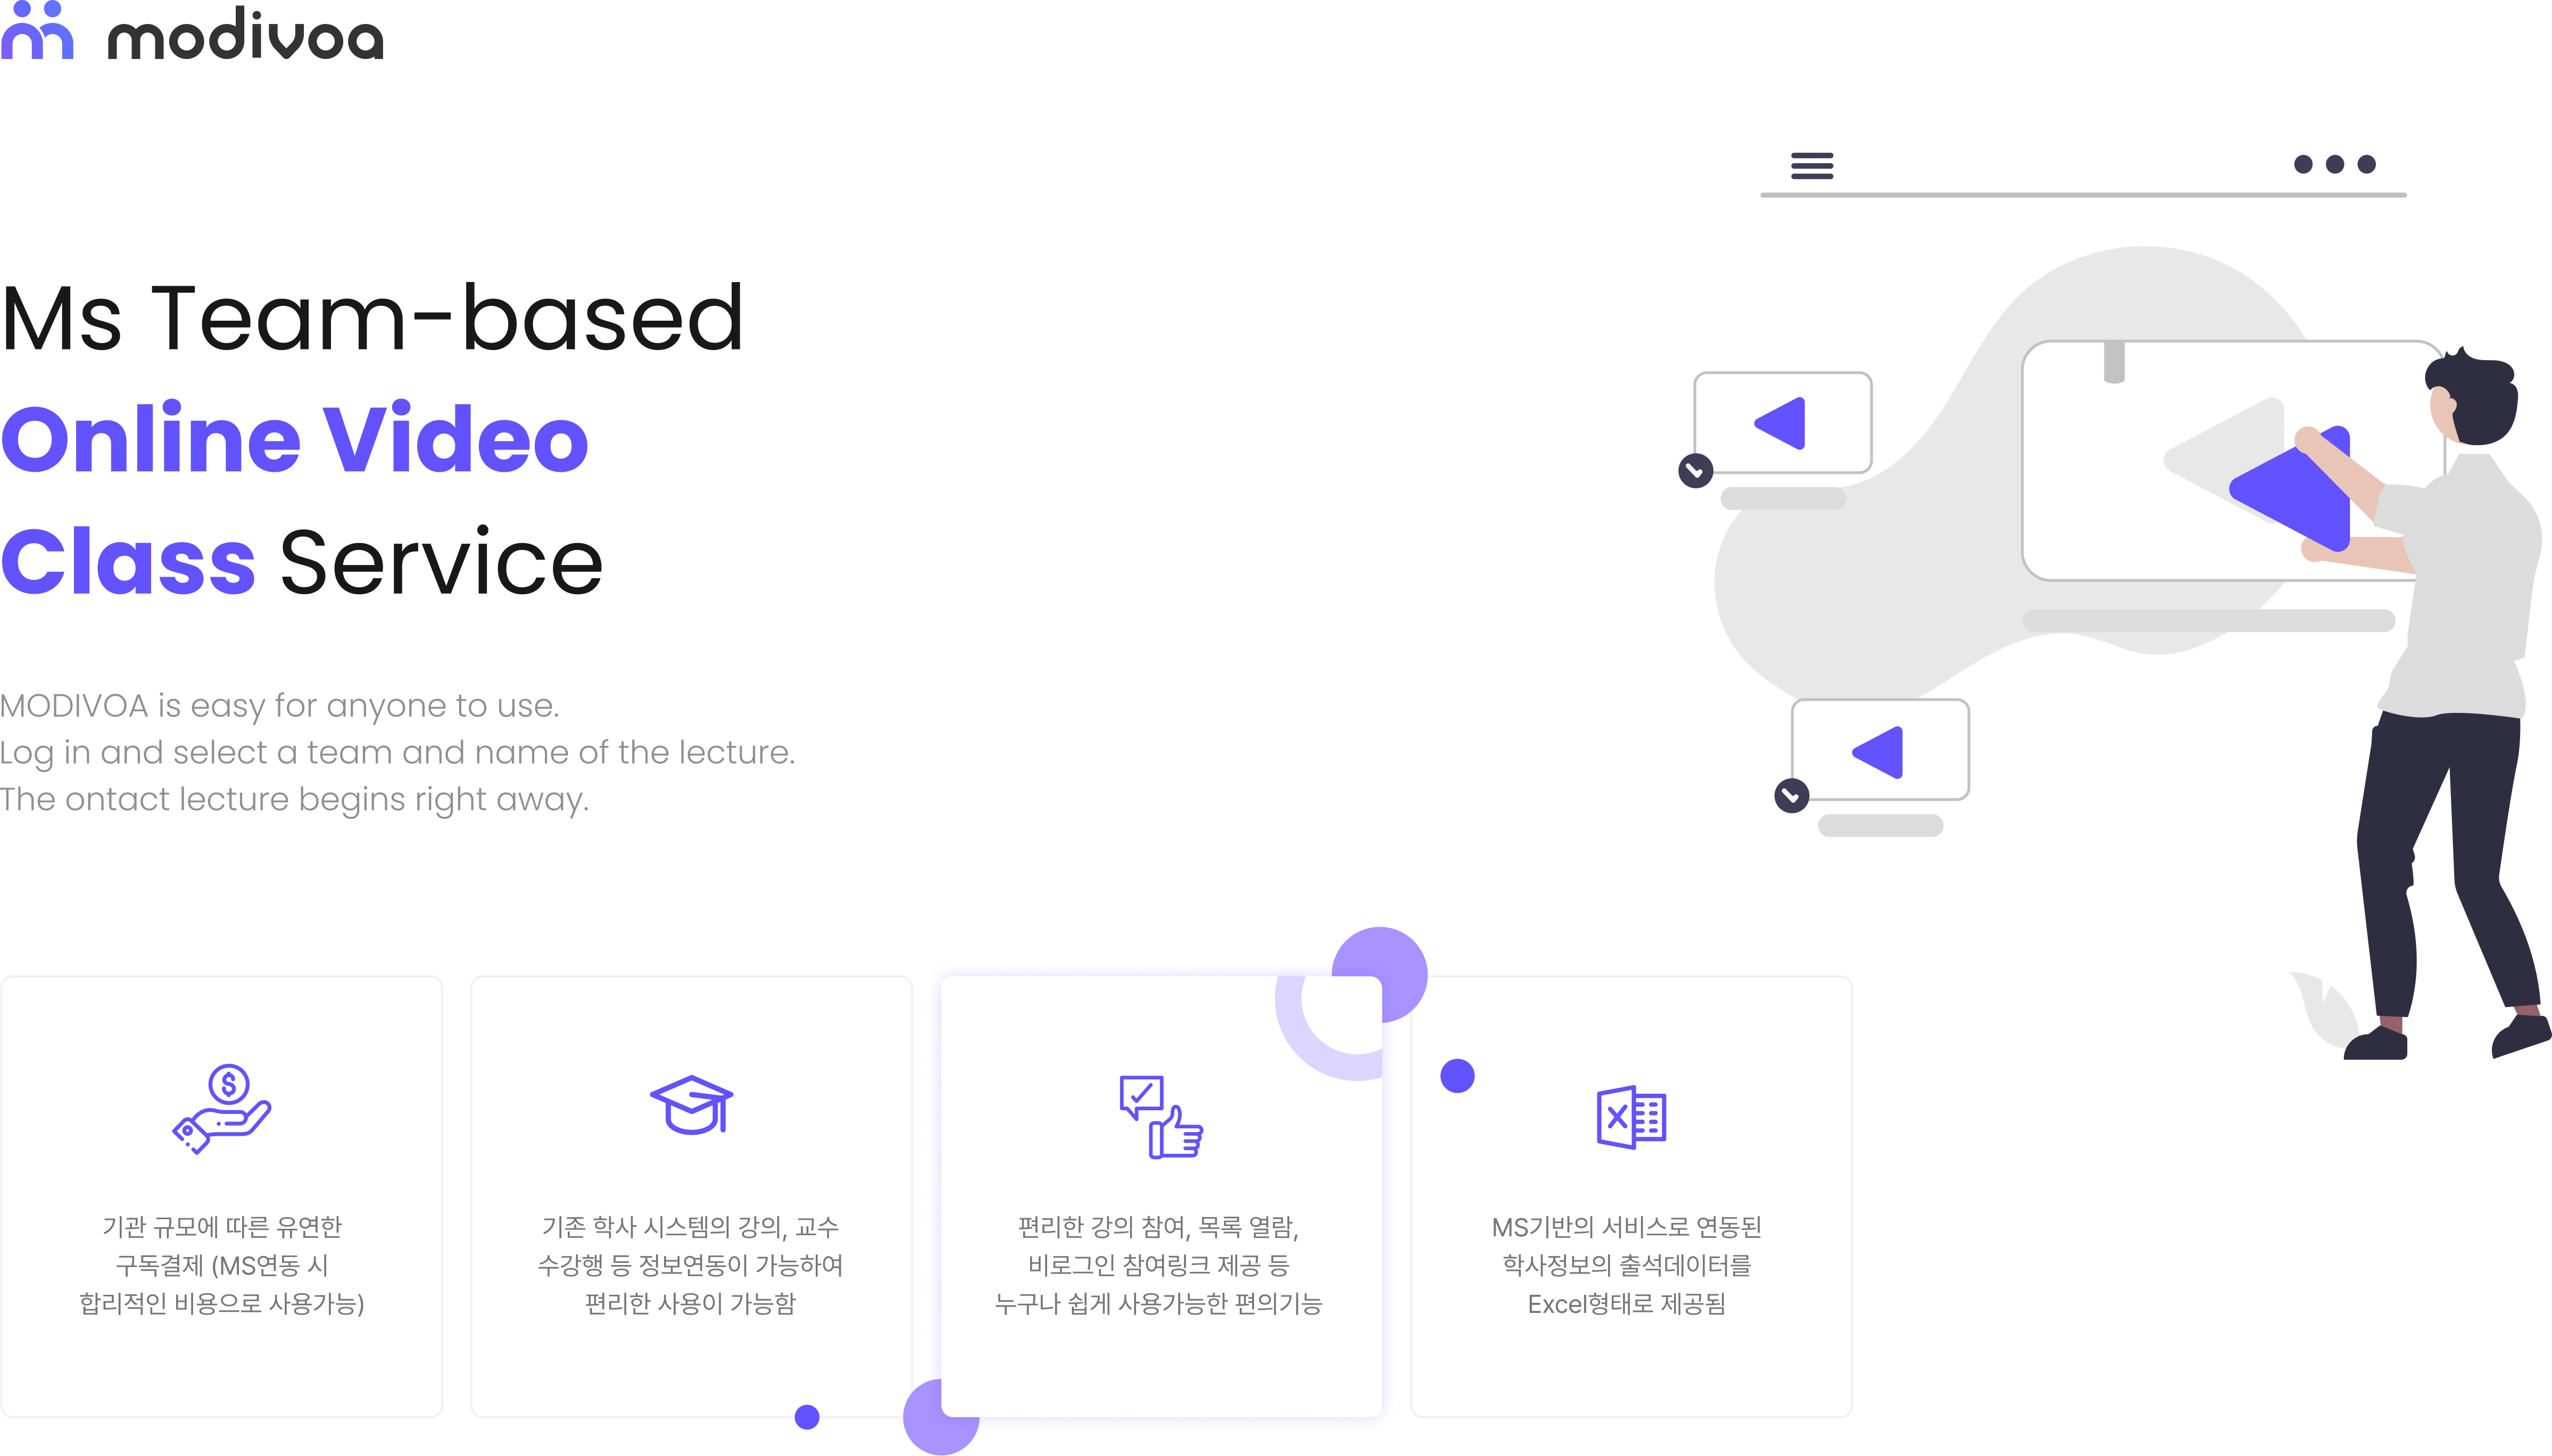 modivoa
Ms Team-based
Online Video
Class Service
MODIVOA is easy for anyone to use.
Log in and select a team and name of the lecture.
The ontact lecture begins right away.
기관 규모에 따른 유연한
구독결제 (MS연동 시
합리적인 비용으로 사용가능)
기존 학사 시스템의 강의, 교수
수강행 등 정보연동이 가능하여
편리한 사용이 가능함
편리한 강의 참여, 목록 열람,
비로그인 참여링크 제공 등
누구나 쉽게 사용가능한 편의기능
MS기반의 서비스로 연동된
학사정보의 출석데이터를
Excel형태로 제공됨